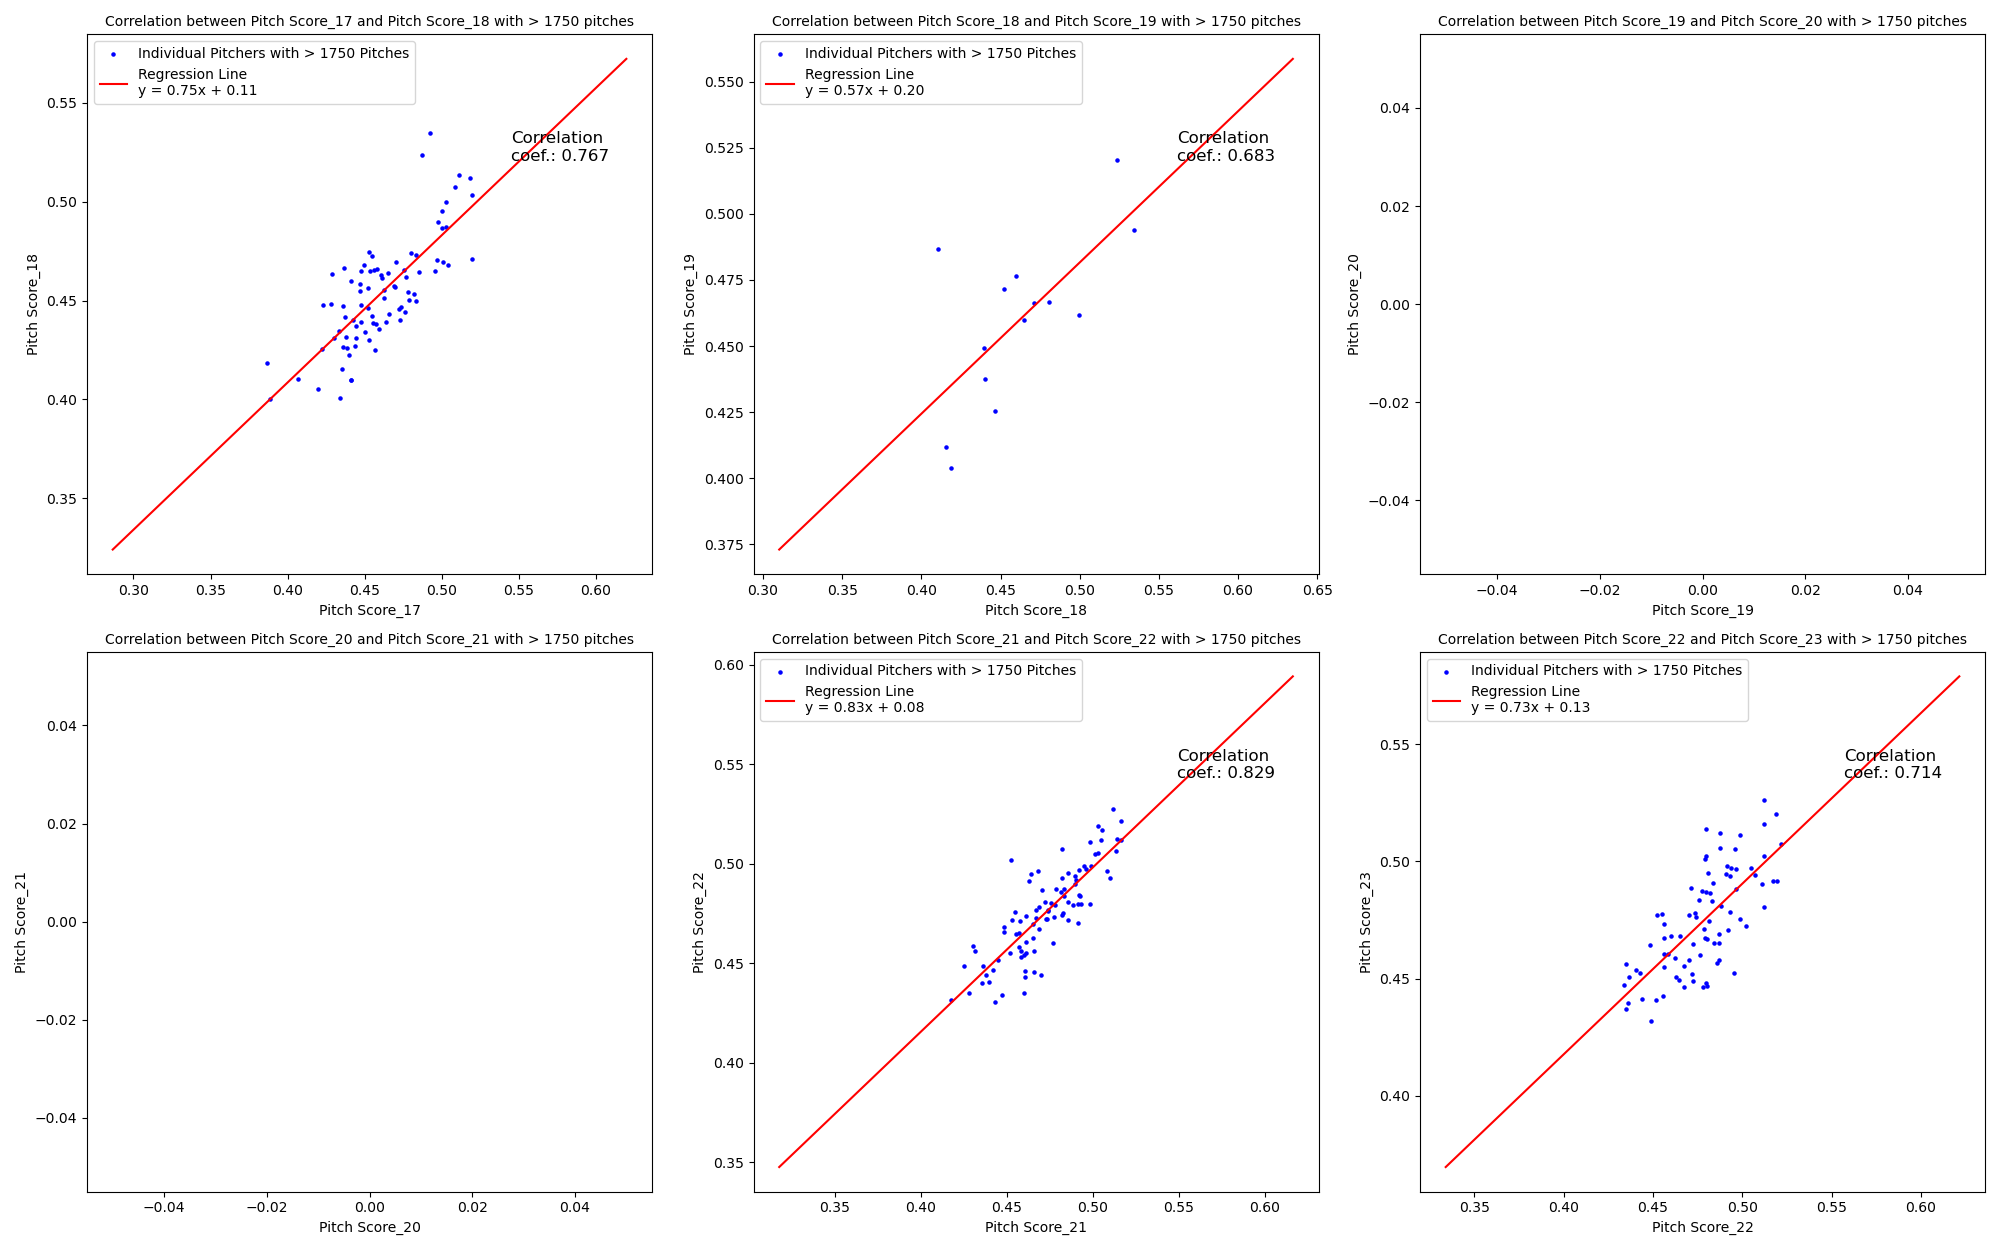 Correlation between Pitch Score_17 and Pitch Score_18 with > 1750 pitches
Individual Pitchers with > 1750 Pitches
Regression Line
y = 0.75x + 0.11
Correlation
coef.: 0.767
0.55
0.50
0.45
0.40
0.35
Pitch Score_18
0.30
0.35
0.40
0.45
0.50
0.55
0.60
Pitch Score_17
Correlation between Pitch Score_18 and Pitch Score_19 with > 1750 pitches
Individual Pitchers with > 1750 Pitches
Regression Line
y = 0.57x + 0.20
Correlation
coef.: 0.683
0.550
0.525
0.500
0.475
0.450
0.425
0.400
0.375
Pitch Score_19
0.30
0.35
0.40
0.45
0.50
0.55
0.60
0.65
Pitch Score_18
Correlation between Pitch Score_19 and Pitch Score_20 with > 1750 pitches
0.04
0.02
0.00
−0.02
−0.04
Pitch Score_20
−0.04
−0.02
0.00
0.02
0.04
Pitch Score_19
Correlation between Pitch Score_20 and Pitch Score_21 with > 1750 pitches
0.04
0.02
0.00
−0.02
−0.04
Pitch Score_21
−0.04
−0.02
0.00
0.02
0.04
Pitch Score_20
Correlation between Pitch Score_21 and Pitch Score_22 with > 1750 pitches
Individual Pitchers with > 1750 Pitches
Regression Line
y = 0.83x + 0.08
Correlation
coef.: 0.829
0.60
0.55
0.50
0.45
0.40
0.35
Pitch Score_22
0.35
0.40
0.45
0.50
0.55
0.60
Pitch Score_21
Correlation between Pitch Score_22 and Pitch Score_23 with > 1750 pitches
Individual Pitchers with > 1750 Pitches
Regression Line
y = 0.73x + 0.13
Correlation
coef.: 0.714
0.55
0.50
0.45
0.40
Pitch Score_23
0.35
0.40
0.45
0.50
0.55
0.60
Pitch Score_22